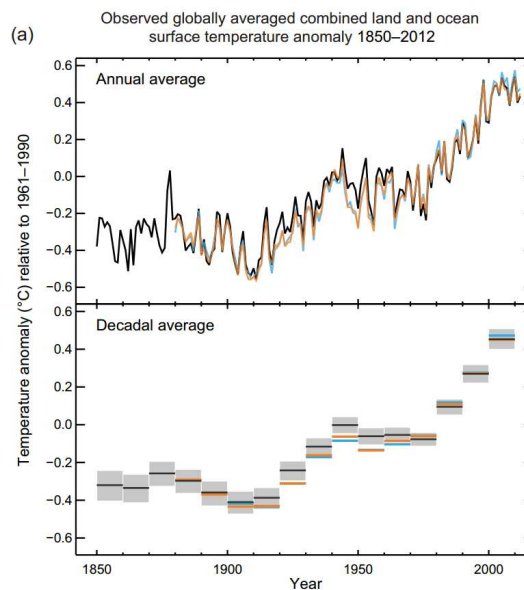 Observed globally averaged combined land and ocean
(a)
surface temperature anomaly 1850–2012
Annual average
0.6
0.4
0.2
0.0
−0.2
−0.4
−0.6
Temperature anomaly (°C) relative to 1961–1990
Decadal average
0.6
0.4
0.2
0.0
−0.2
−0.4
−0.6
1850
1900
1950
2000
Year